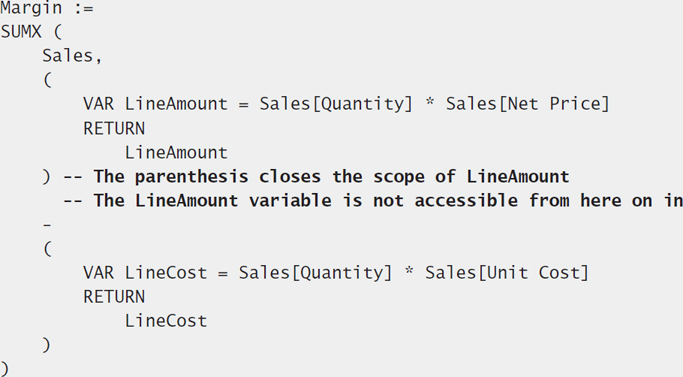 Margin :=
SUMX (
    Sales,
    (
        VAR LineAmount = Sales[Quantity] * Sales[Net Price]
        RETURN
            LineAmount
    ) -- The parenthesis closes the scope of LineAmount
      -- The LineAmount variable is not accessible from here on in
    -
    (
        VAR LineCost = Sales[Quantity] * Sales[Unit Cost]
        RETURN
            LineCost
    )
)